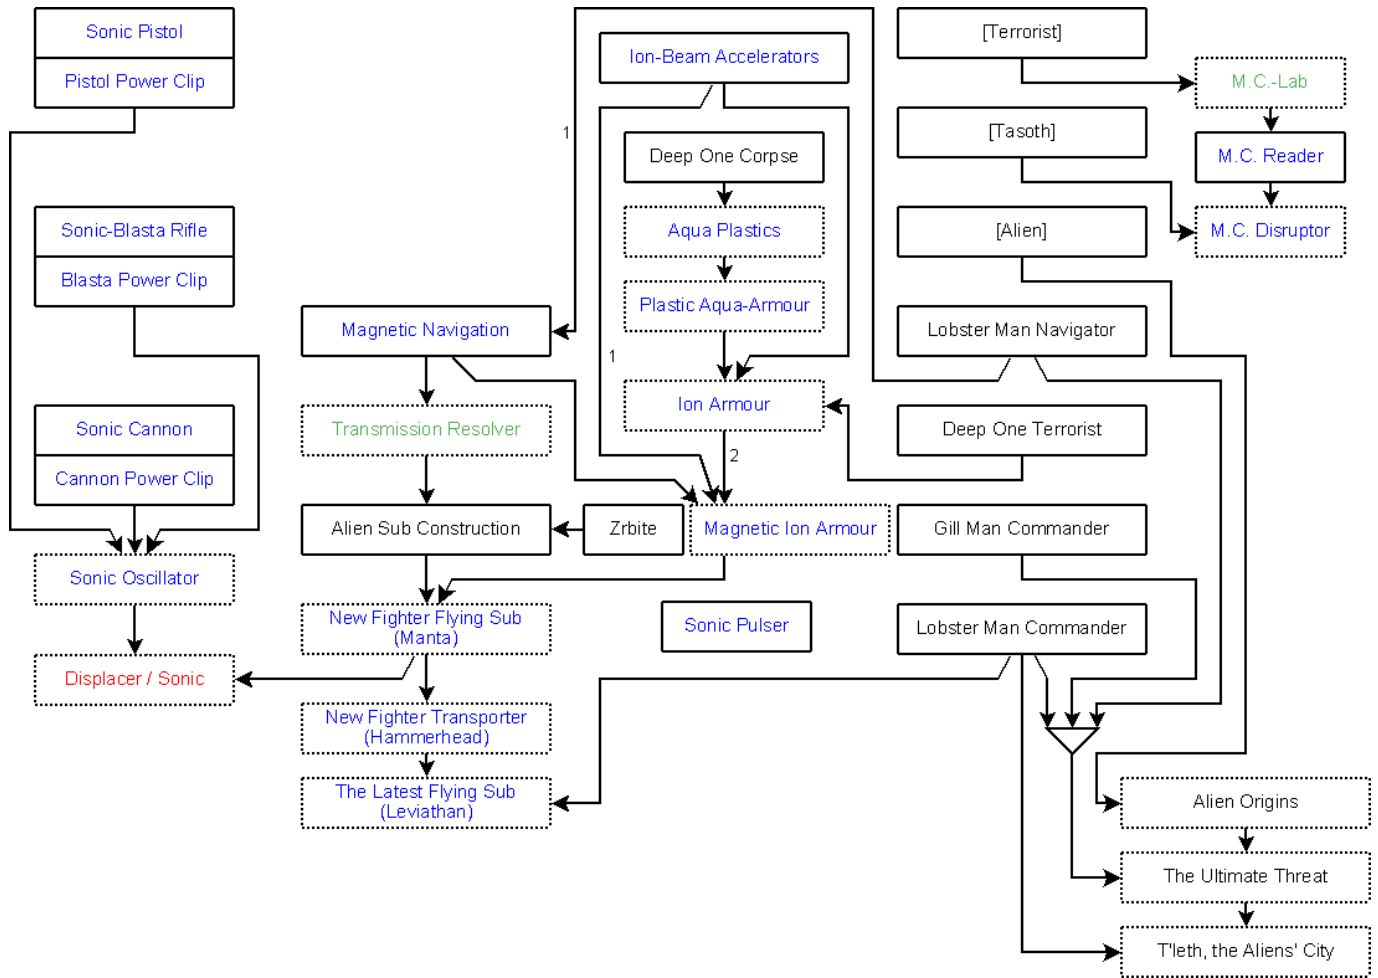 Sonic Pistol
Pistol Power Clip
Sonic-Blasta Rifle
Blasta Power Clip
Sonic Cannon
Cannon Power Clip
Sonic Oscillator
Displacer / Sonic
Magnetic Navigation
Transmission Resolver
Alien Sub Construction
Zrbite
New Fighter Flying Sub
(Manta)
New Fighter Transporter
(Hammerhead)
The Latest Flying Sub
(Leviathan)
1
Ion-Beam Accelerators
Deep One Corpse
Aqua Plastics
Plastic Aqua-Armour
1
Ion Armour
2
Magnetic Ion Armour
Sonic Pulser
[Terrorist]
[Tasoth]
[Alien]
Lobster Man Navigator
Deep One Terrorist
Gill Man Commander
Lobster Man Commander
M.C.-Lab
M.C. Reader
M.C. Disruptor
Alien Origins
The Ultimate Threat
T'leth, the Aliens' City